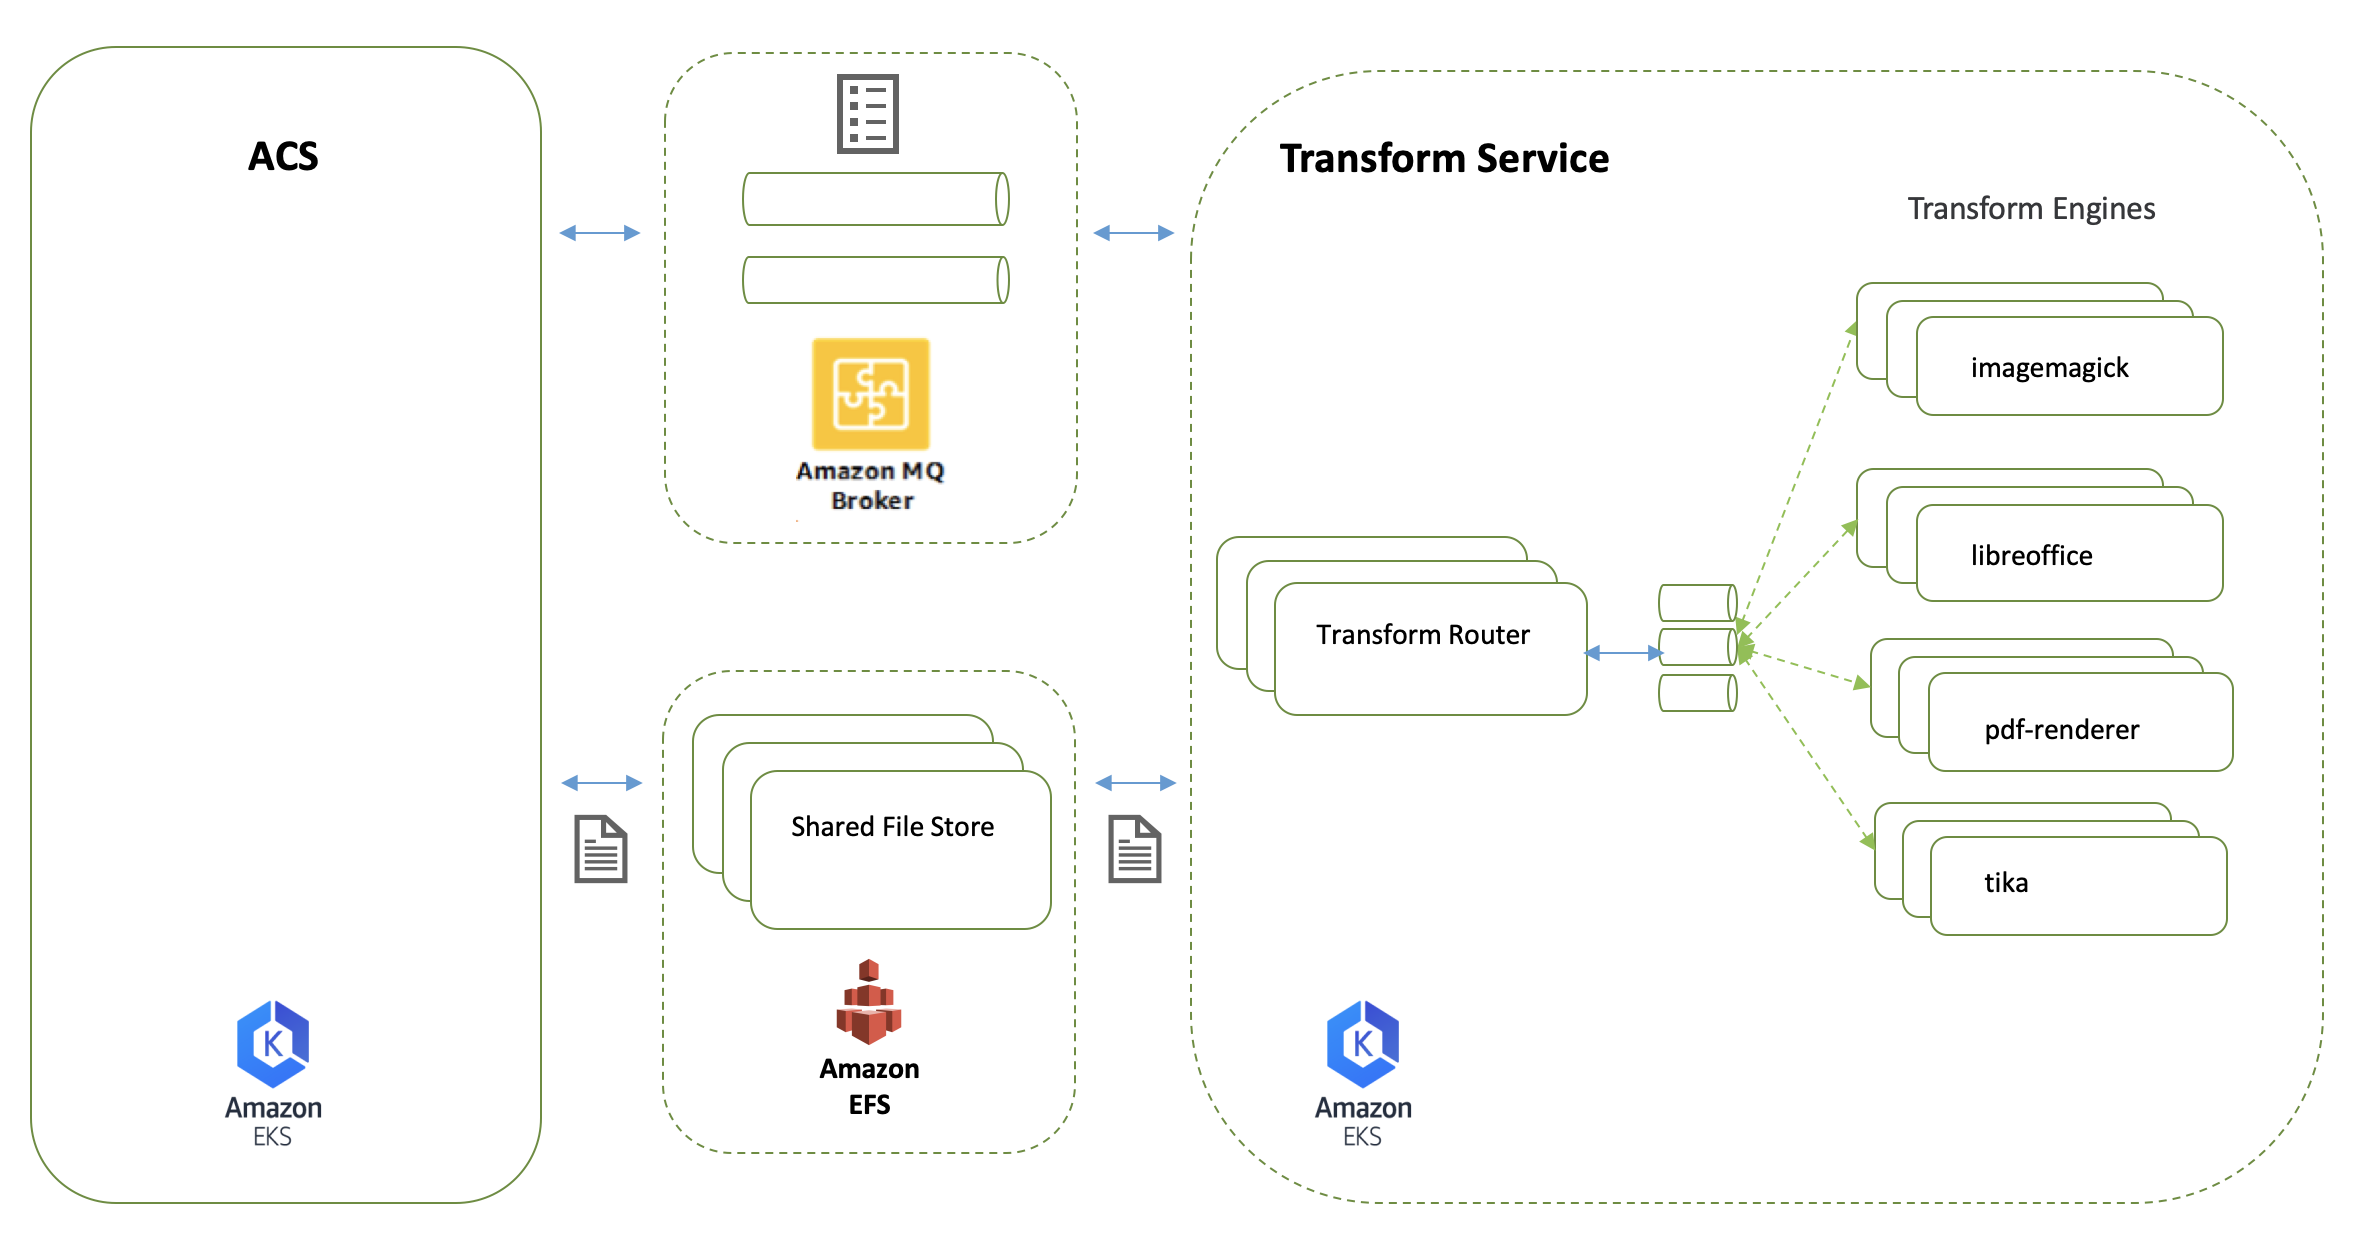 ACS
Amazon
EKS
Amazon MQ
Broker
Shared File Store
Amazon
EFS
Transform Service
Transform Engines
imagemagick
libreoffice
Transform Router
pdf-renderer
tika
K
Amazon
EKS
K